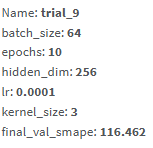 Name: trial_9
batch_size: 64
epochs: 10
hidden_dim: 256
lr: 0.0001
kernel_size: 3
final_val_smape: 116.462